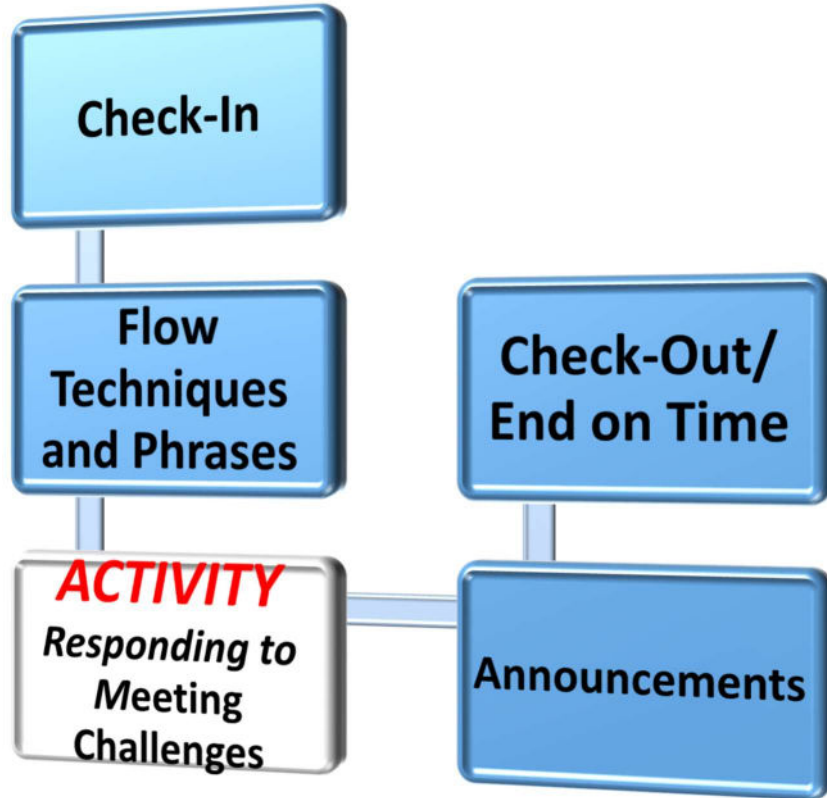 Check-In
Flow
Techniques
and Phrases
ACTIVITY
Responding to
Meeting
Challenges
Announcements
Check-Out/
End on Time